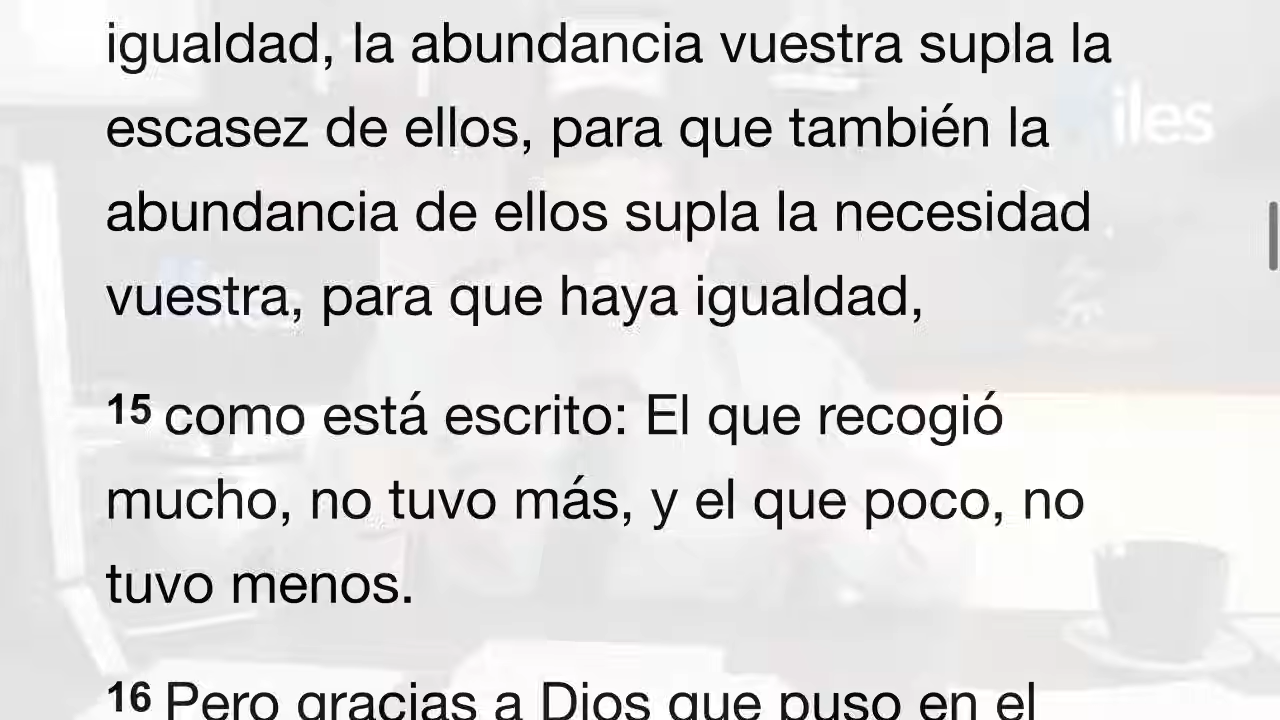 igualdad, la abundancia vuestra supla la
escasez de ellos, para que también la
iles
abundancia de ellos supla la necesidad
vuestra, para que haya igualdad,
15 como está escrito: El que recogió
mucho, no tuvo más, y el que poco, no
tuvo menos.
16 Pero gracias a Dios que puso en el